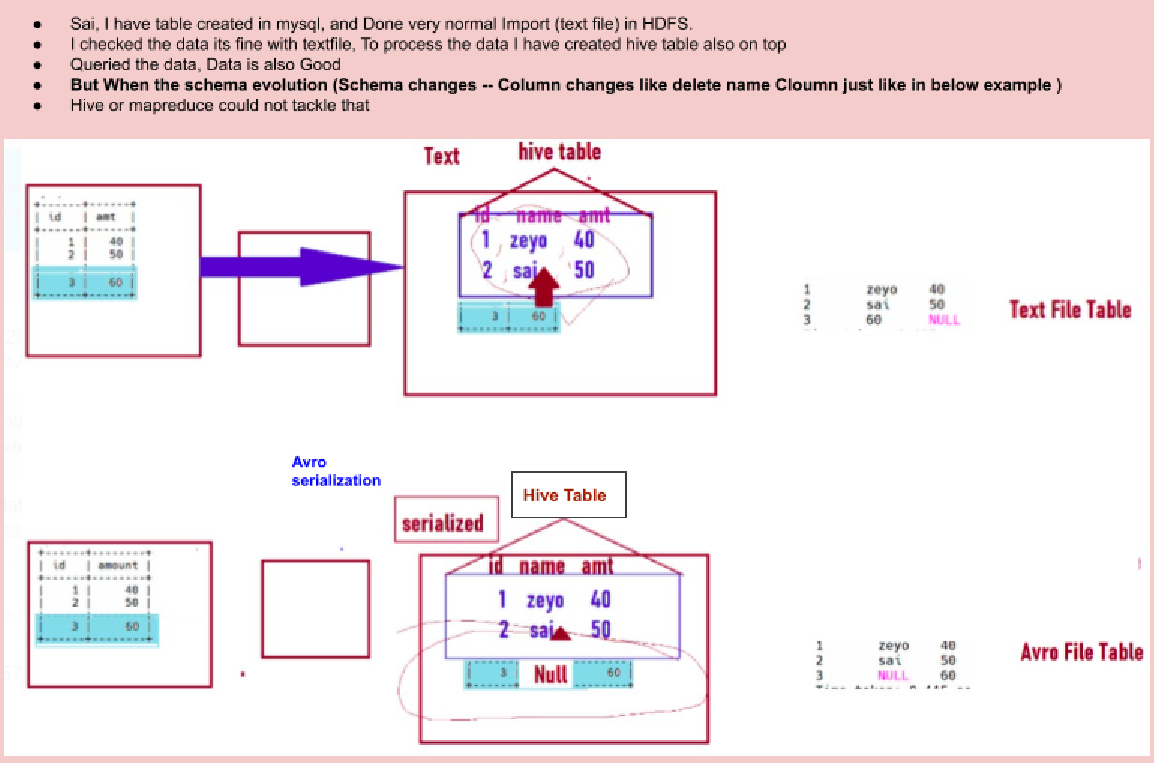 ● Sai, I have table created in mysql, and Done very normal Import (text file) in HDFS.
● I checked the data its fine with textfile, To process the data I have created hive table also on top
● Queried the data, Data is also Good
● But When the schema evolution (Schema changes -- Column changes like delete name Cloumn just like in below example )
● Hive or mapreduce could not tackle that
Text
hive table
id amt
1 40
2 50
3 60
id name amt
1 zeyo 40
2 sai 50
3 60
1 zeyo 40
2 sai 50
3 60 NULL
Text File Table
Avro
serialization
Hive Table
serialized
id amount
1 40
2 50
3 60
id name amt
1 zeyo 40
2 sai 50
3 Null 60
1 zeyo 40
2 sai 50
3 NULL 60
Avro File Table